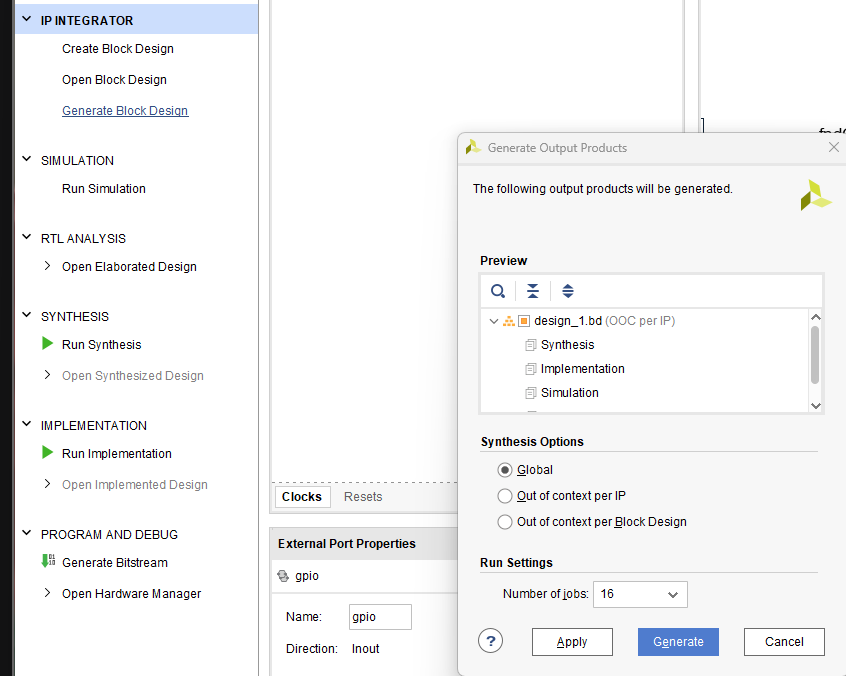 IP INTEGRATOR
Create Block Design
Open Block Design
Generate Block Design
SIMULATION
Run Simulation
RTL ANALYSIS
Open Elaborated Design
SYNTHESIS
Run Synthesis
Open Synthesized Design
IMPLEMENTATION
Run Implementation
Open Implemented Design
PROGRAM AND DEBUG
Generate Bitstream
Open Hardware Manager
Clocks Resets
External Port Properties
gpio
Name: gpio
Direction: Inout
Generate Output Products
The following output products will be generated.
Preview
design_1.bd (OOC per IP)
Synthesis
Implementation
Simulation
Synthesis Options
Global
Out of context per IP
Out of context per Block Design
Run Settings
Number of jobs: 16
? Apply Generate Cancel